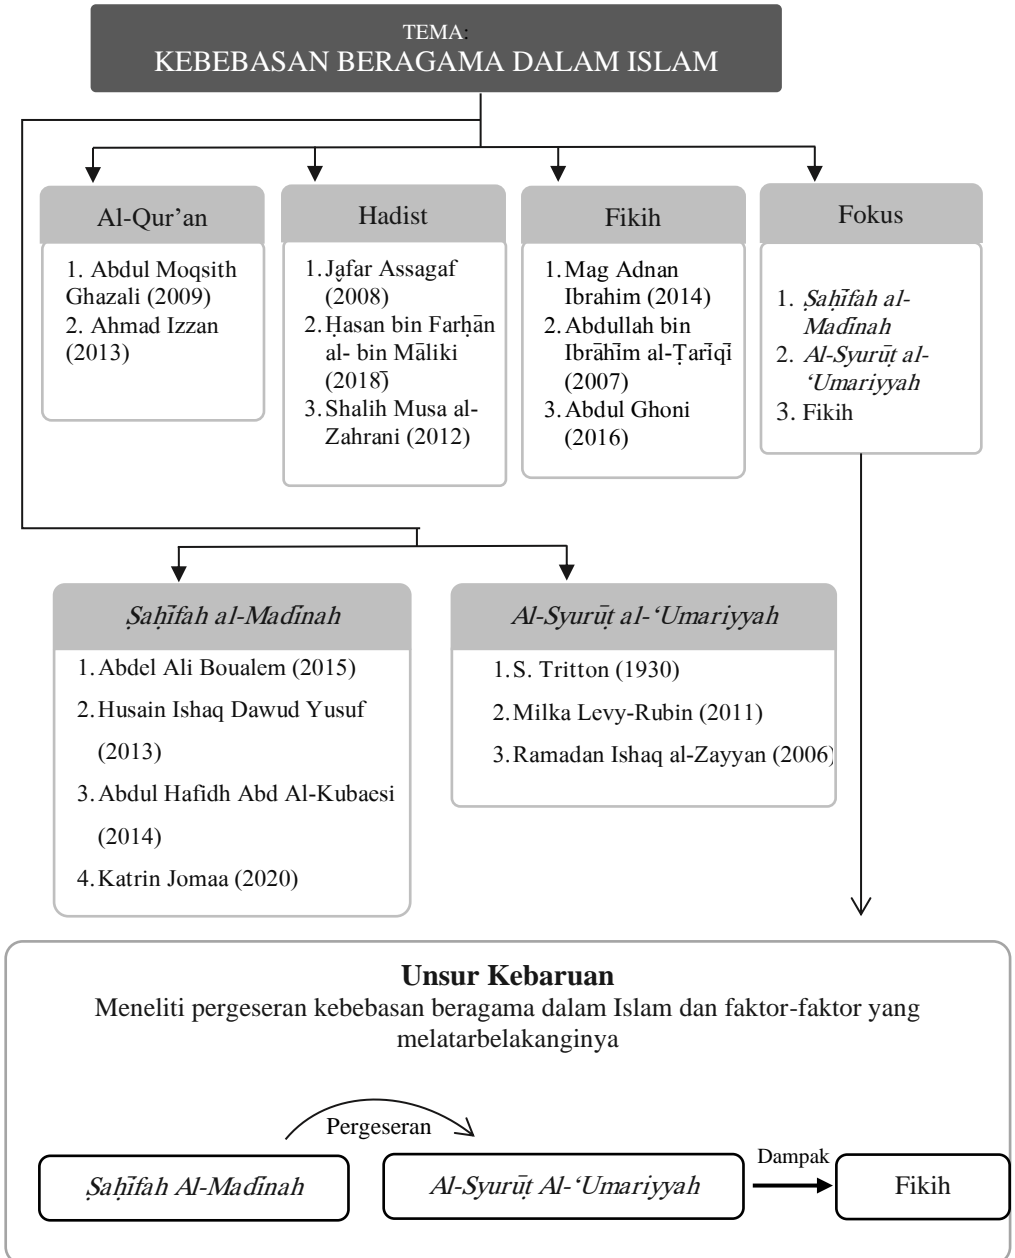 TEMA:
KEBEBASAN BERAGAMA DALAM ISLAM
Al-Qur’an
1. Abdul Moqsith
Ghazali (2009)
2. Ahmad Izzan
(2013)
Hadist
1. Jafar Assagaf
(2008)
2. Ḥasan bin Farḥān
al- bin Māliki
(2018)
3. Shalih Musa al-
Zahrani (2012)
Fikih
1. Mag Adnan
Ibrahim (2014)
2. Abdullah bin
Ibrāhīm al-Ṭarīqī
(2007)
3. Abdul Ghoni
(2016)
Fokus
1. Ṣaḥīfah al-
Madīnah
2. Al-Syurūṭ al-
‘Umariyyah
3. Fikih
Ṣaḥīfah al-Madīnah
1. Abdel Ali Boualem (2015)
2. Husain Ishaq Dawud Yusuf
(2013)
3. Abdul Hafidh Abd Al-Kubaesi
(2014)
4. Katrin Jomaa (2020)
Al-Syurūṭ al-‘Umariyyah
1. S. Tritton (1930)
2. Milka Levy-Rubin (2011)
3. Ramadan Ishaq al-Zayyan (2006)
Unsur Kebaruan
Meneliti pergeseran kebebasan beragama dalam Islam dan faktor-faktor yang
melatarbelakanginya
Pergeseran
Ṣaḥīfah Al-Madīnah
Al-Syurūṭ Al-‘Umariyyah
Dampak
Fikih